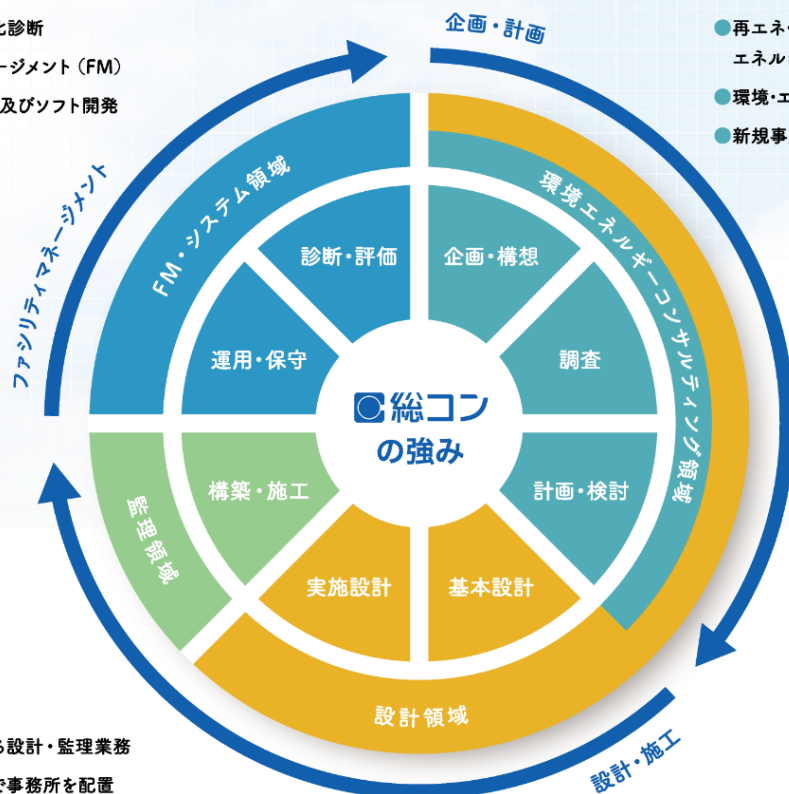 診断
ージメント（FM）
及びソフト開発
企画・計画
再エネ
エネル
環境・エ
新規事
ファシリティマネージメント
FM・システム領域
環境エネルギーコンサルティング領域
診断・評価
企画・構想
運用・保守
調査
総コン
の強み
構築・施工
計画・検討
監理領域
実施設計
基本設計
設計領域
設計・施工
設計・監理業務
事務所を配置